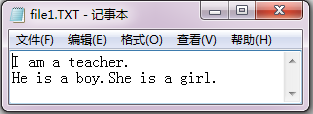 file1.TXT - 记事本
文件(F) 编辑(E) 格式(O) 查看(V) 帮助(H)
I am a teacher.
He is a boy.She is a girl.